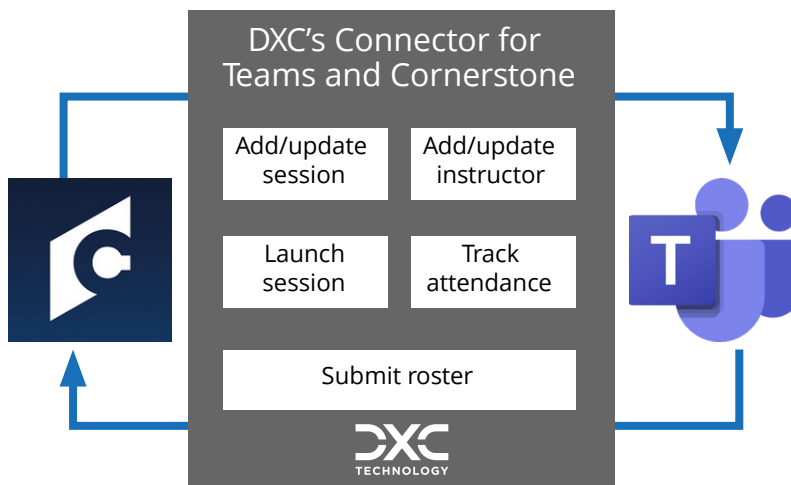 DXC’s Connector for
Teams and Cornerstone
Add/update
session
Add/update
instructor
Launch
session
Track
attendance
Submit roster
T
DXC
TECHNOLOGY